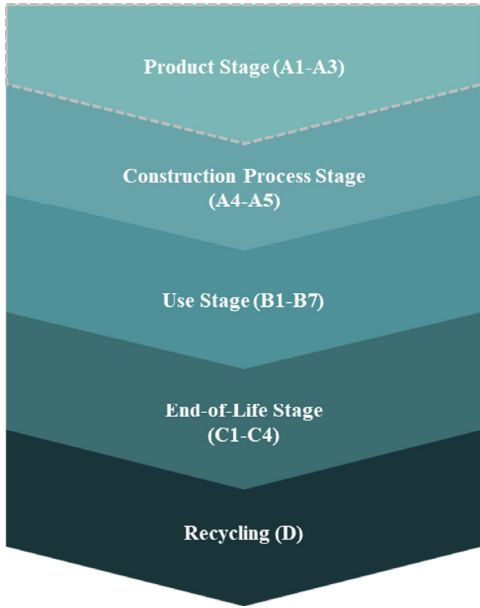 Product Stage (A1-A3)
Construction Process Stage
(A4-A5)
Use Stage (B1-B7)
End-of-Life Stage
(C1-C4)
Recycling (D)